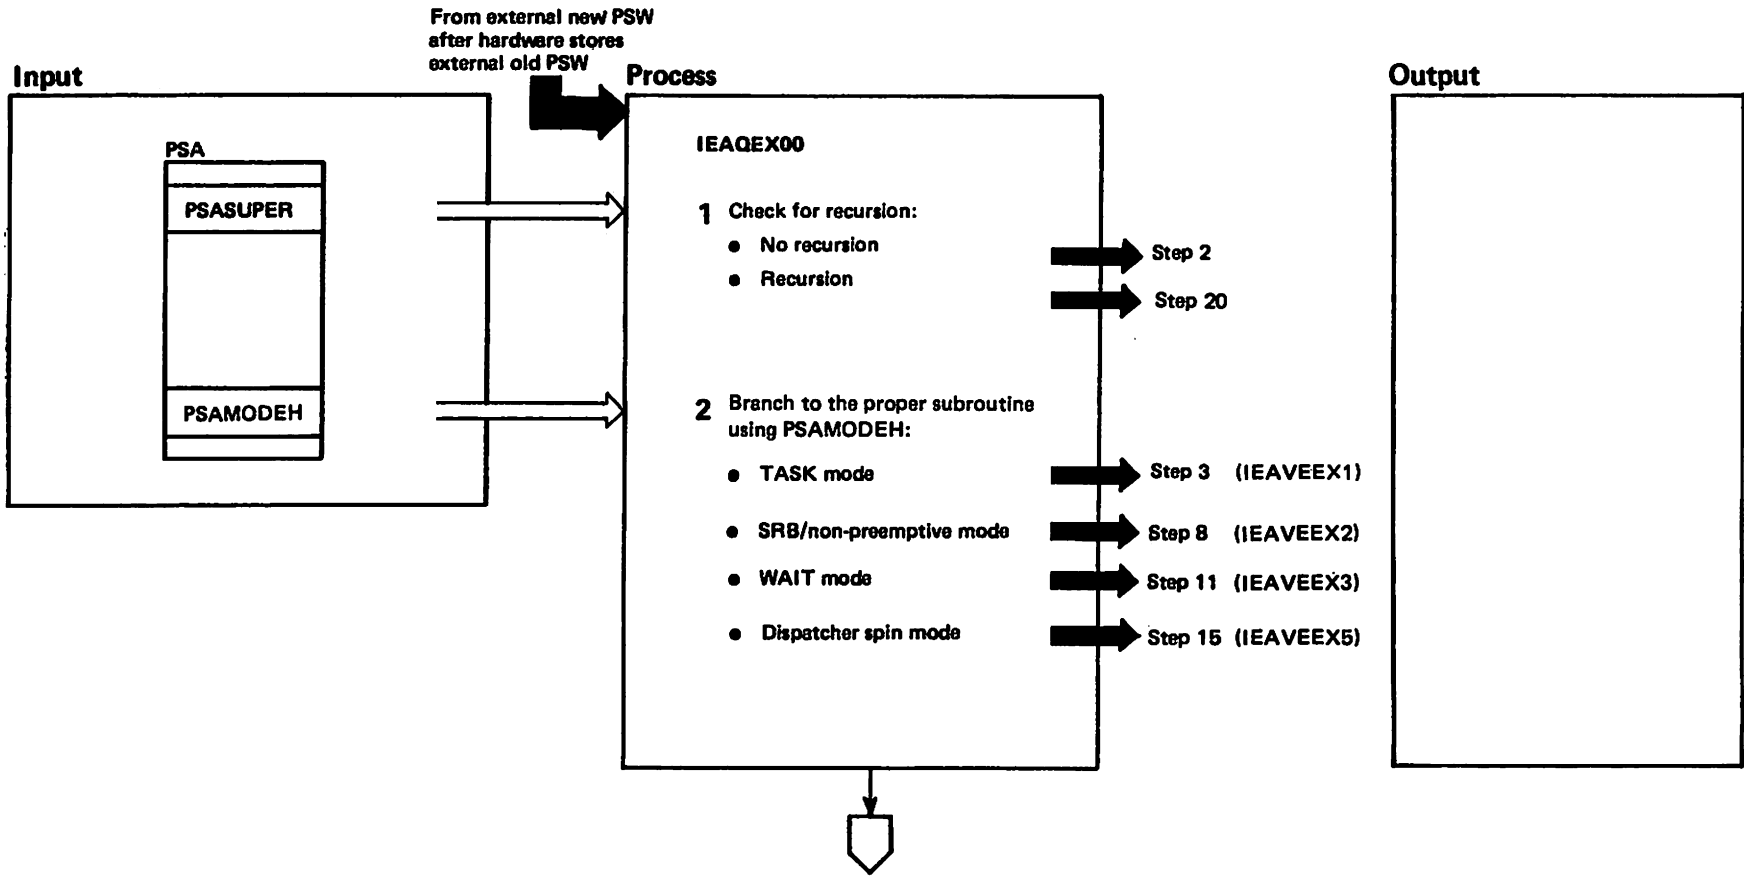 From external new PSW
after hardware stores
external old PSW
Input
Process
Output
PSA
PSASUPER
PSAMODEH
IEAQEX00
1 Check for recursion:
● No recursion
Step 2
● Recursion
Step 20
2 Branch to the proper subroutine
using PSAMODEH:
● TASK mode
Step 3 (IEAVEEX1)
● SRB/non-preemptive mode
Step 8 (IEAVEEX2)
● WAIT mode
Step 11 (IEAVEEX3)
● Dispatcher spin mode
Step 15 (IEAVEEX5)